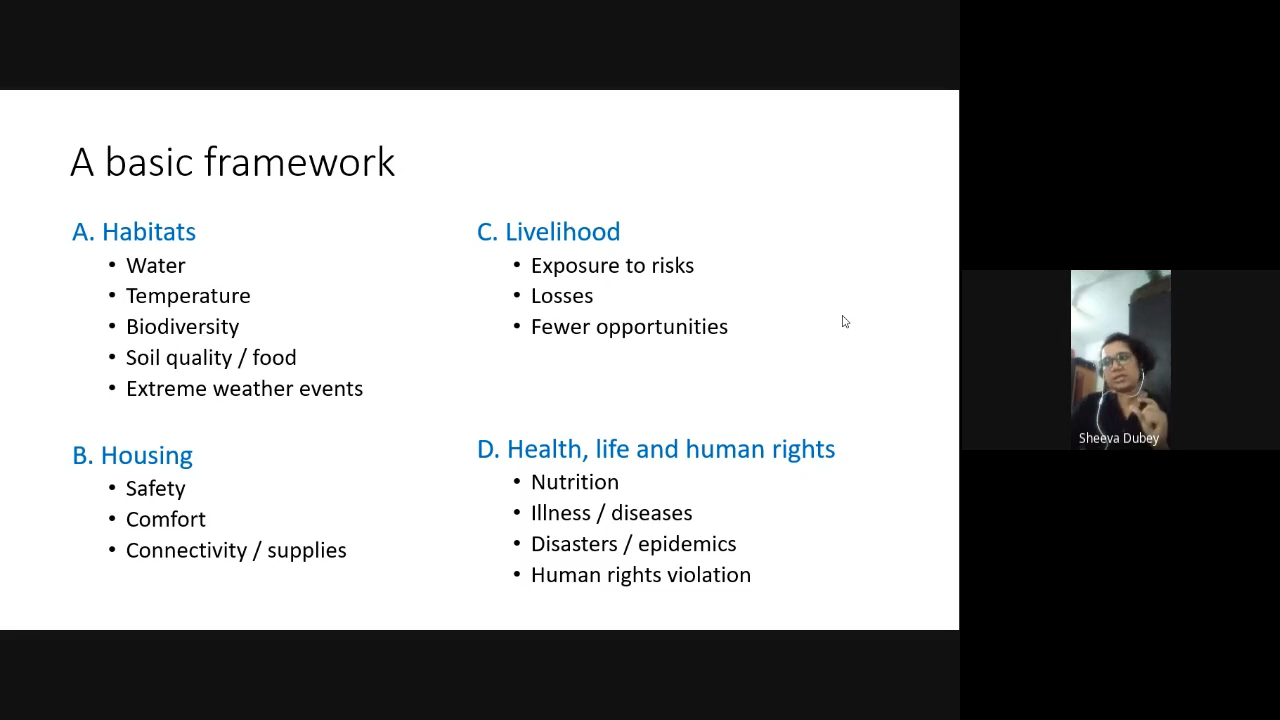 A basic framework
A. Habitats
• Water
• Temperature
• Biodiversity
• Soil quality / food
• Extreme weather events
B. Housing
• Safety
• Comfort
• Connectivity / supplies
C. Livelihood
• Exposure to risks
• Losses
• Fewer opportunities
D. Health, life and human rights
• Nutrition
• Illness / diseases
• Disasters / epidemics
• Human rights violation
Sheeva Dubey